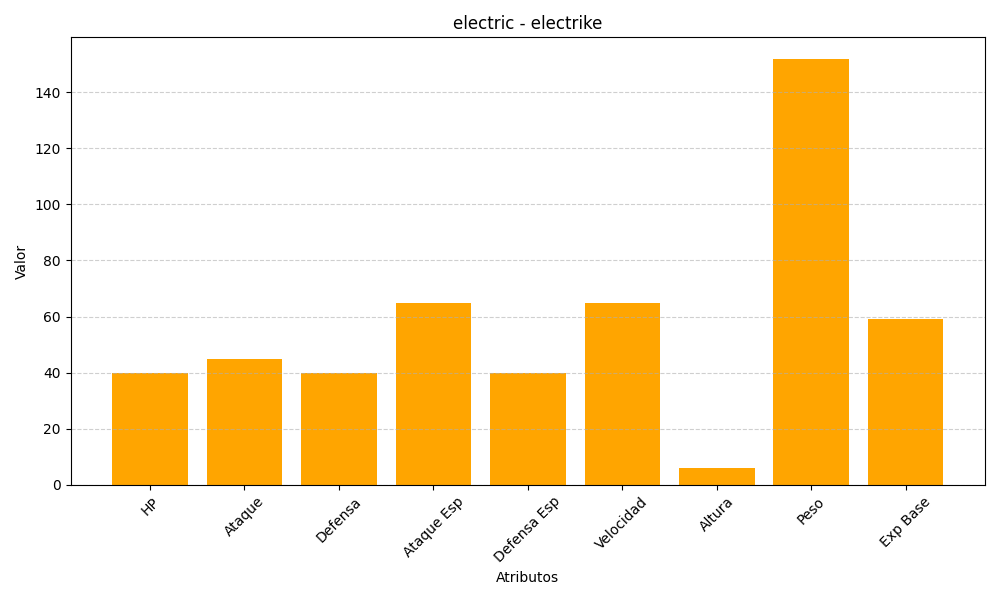 electric - electrike
Valor
140
120
100
80
60
40
20
0
HP
Ataque
Defensa
Ataque Esp
Defensa Esp
Velocidad
Altura
Peso
Exp Base
Atributos